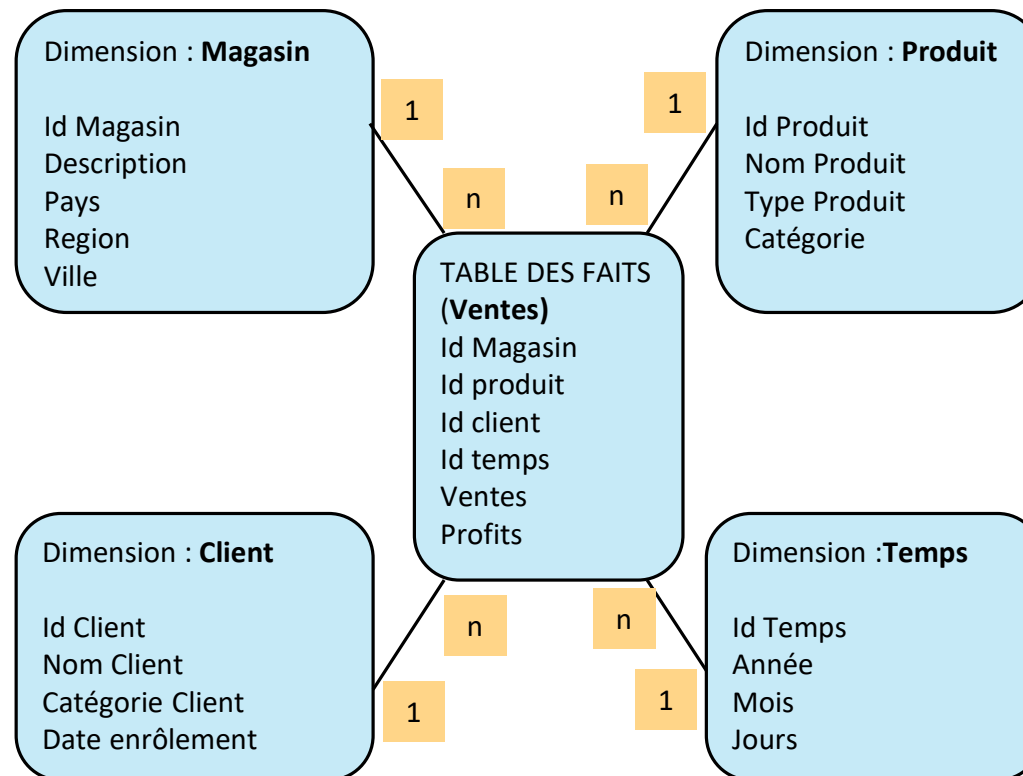 Dimension : Magasin
Id Magasin
Description
Pays
Region
Ville
1
n
Dimension : Produit
Id Produit
Nom Produit
Type Produit
Catégorie
1
n
TABLE DES FAITS
(Ventes)
Id Magasin
Id produit
Id client
Id temps
Ventes
Profits
Dimension : Client
Id Client
Nom Client
Catégorie Client
Date enrôlement
n
1
Dimension :Temps
Id Temps
Année
Mois
Jours
n
1